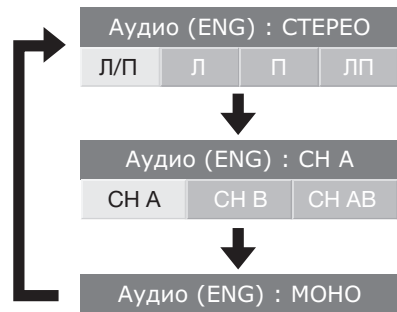 Аудио (ENG) : СТЕРЕО
Л/П Л П ЛП
Аудио (ENG) : CH A
CH A CH B CH AB
Аудио (ENG) : МОНО